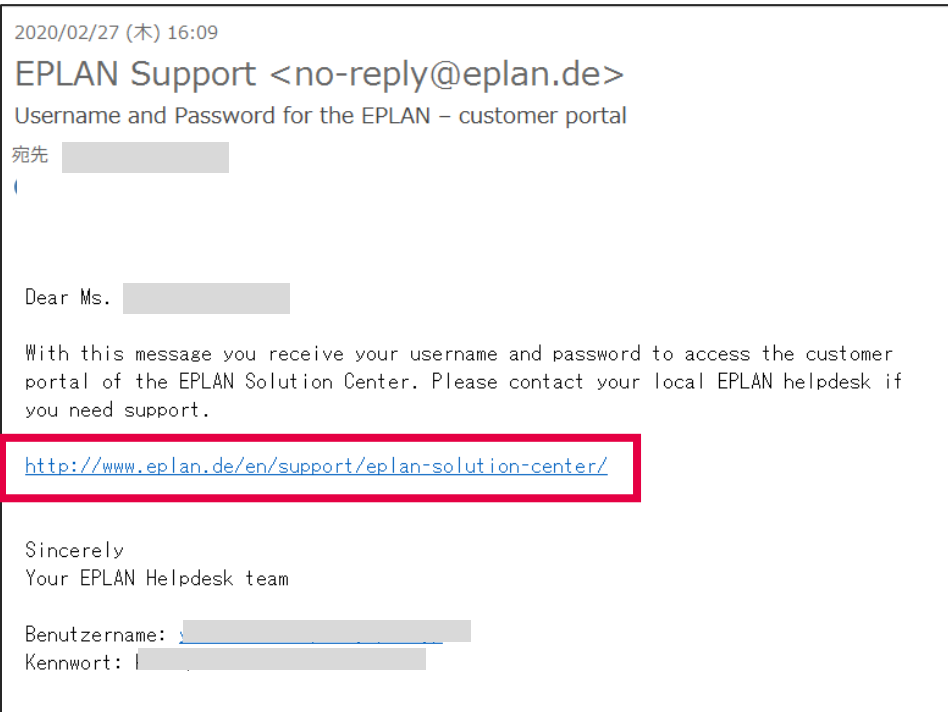 2020/02/27 (木) 16:09
EPLAN Support <no-reply@eplan.de>
Username and Password for the EPLAN – customer portal
宛先
Dear Ms.
With this message you receive your username and password to access the customer
portal of the EPLAN Solution Center. Please contact your local EPLAN helpdesk if
you need support.
http://www.eplan.de/en/support/eplan-solution-center/
Sincerely
Your EPLAN Helpdesk team
Benutzername:
Kennwort: